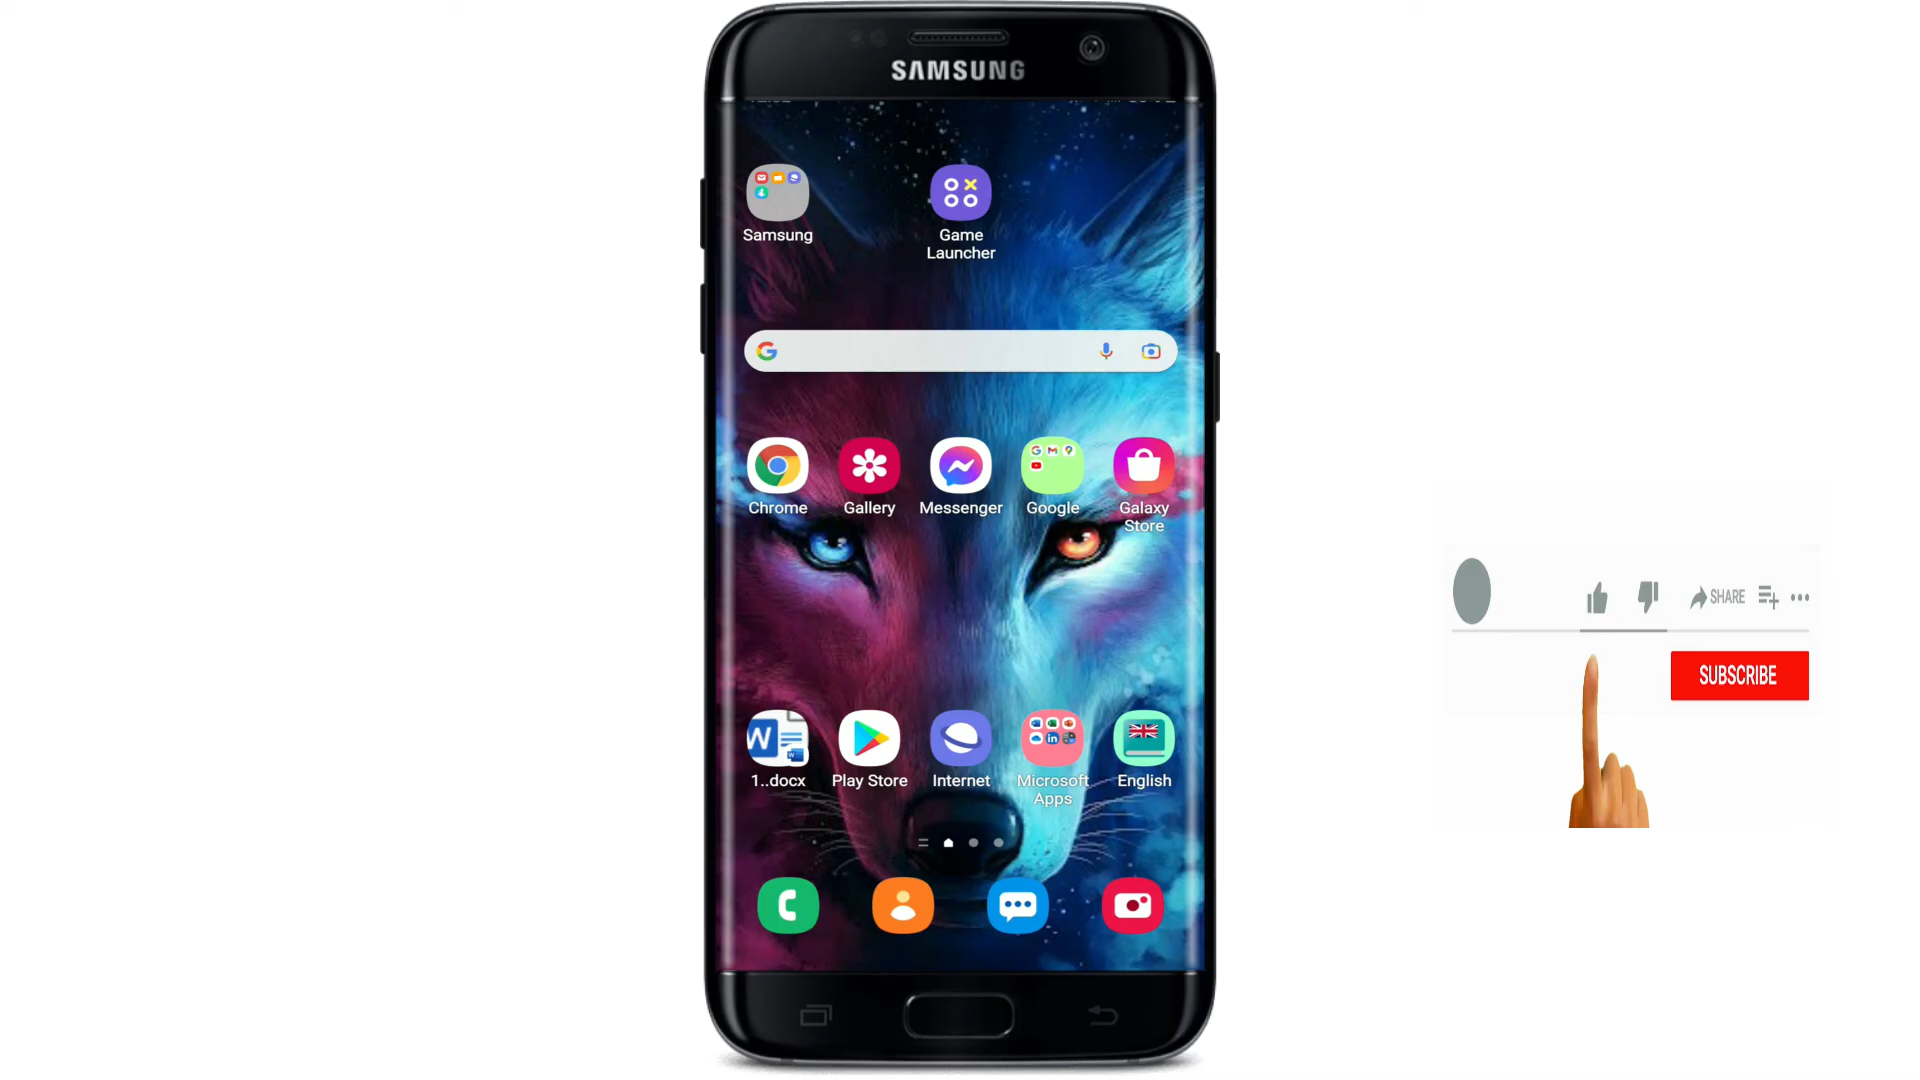 SAMSUNG
Samsung
Game
Launcher
Chrome
Gallery
Messenger
Google
Galaxy
Store
SHARE
SUBSCRIBE
W
1..docx
Play Store
Internet
Microsoft
Apps
English